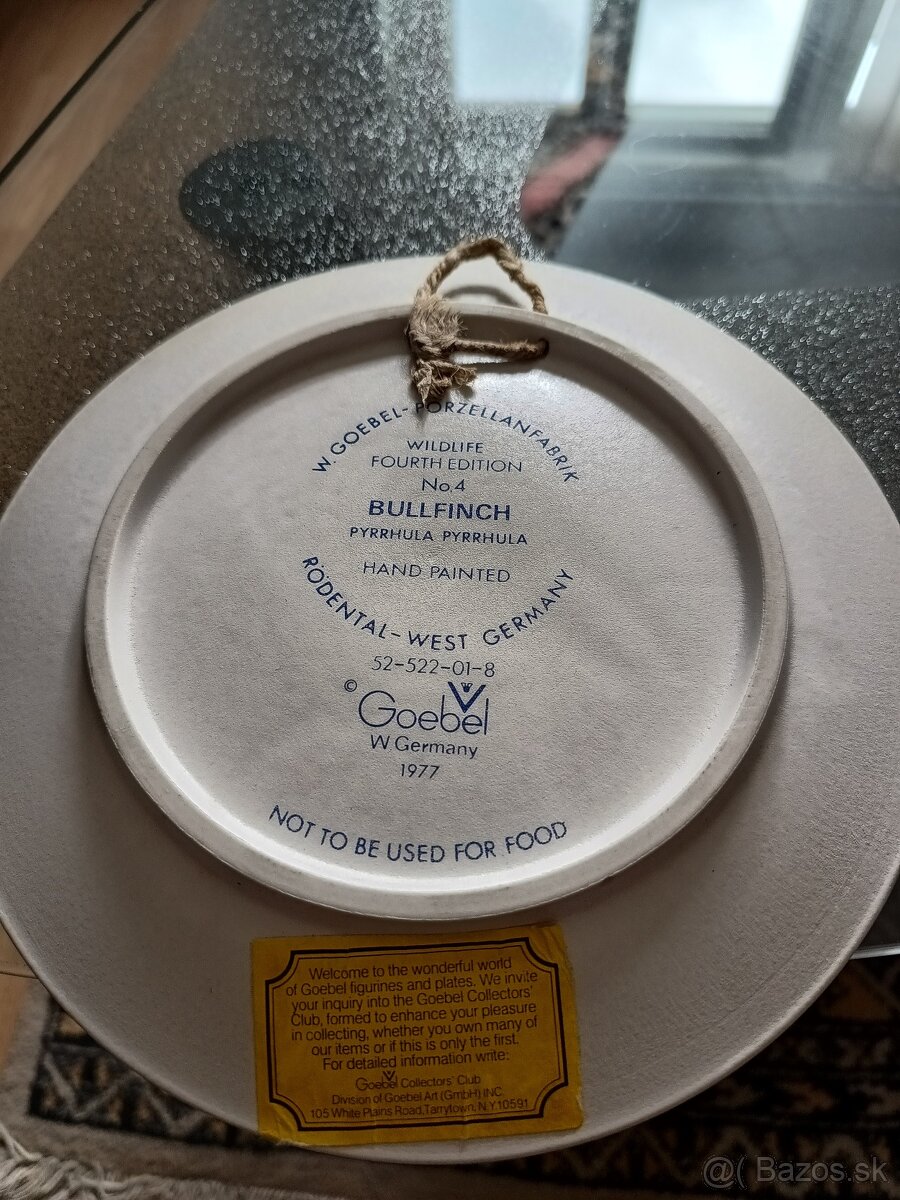 W. GOEBEL-PORZELLANFABRIK
WILDLIFE
FOURTH EDITION
No.4
BULLFINCH
PYRRHULA PYRRHULA
HAND PAINTED
RÖDENTAL-WEST GERMANY
52-522-01-8
© Goebel
W Germany
1977
NOT TO BE USED FOR FOOD
Welcome to the wonderful world
of Goebel figurines and plates. We invite
your inquiry into the Goebel Collectors'
Club, formed to enhance your pleasure
in collecting, whether you own many of
our items or if this is only the first.
For detailed information write:
Goebel Collectors' Club
Division of Goebel Art (GmbH) INC.
105 White Plains Road, Tarrytown, N.Y. 10591
@( Bazos.sk